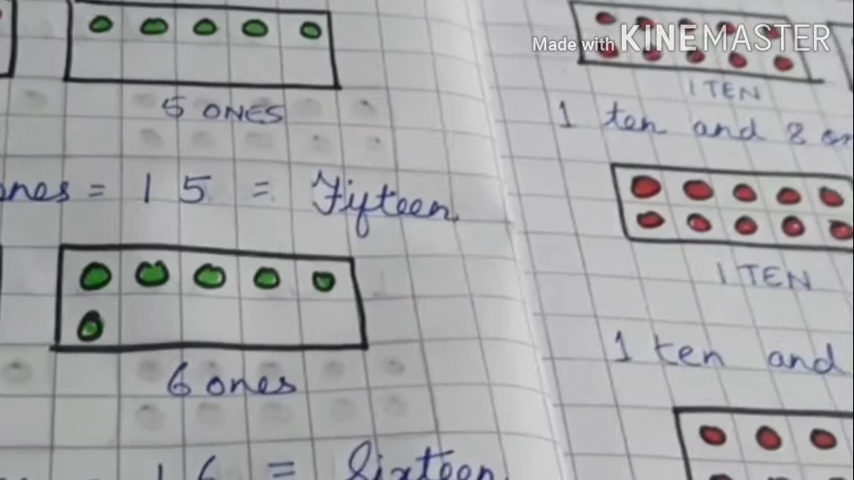 5 ONES
ones = 15 = Fifteen
6 ones
16 = Sixteen
Made with KINEMASTER
1 TEN
1 ten and 8
1 TEN
1 ten and